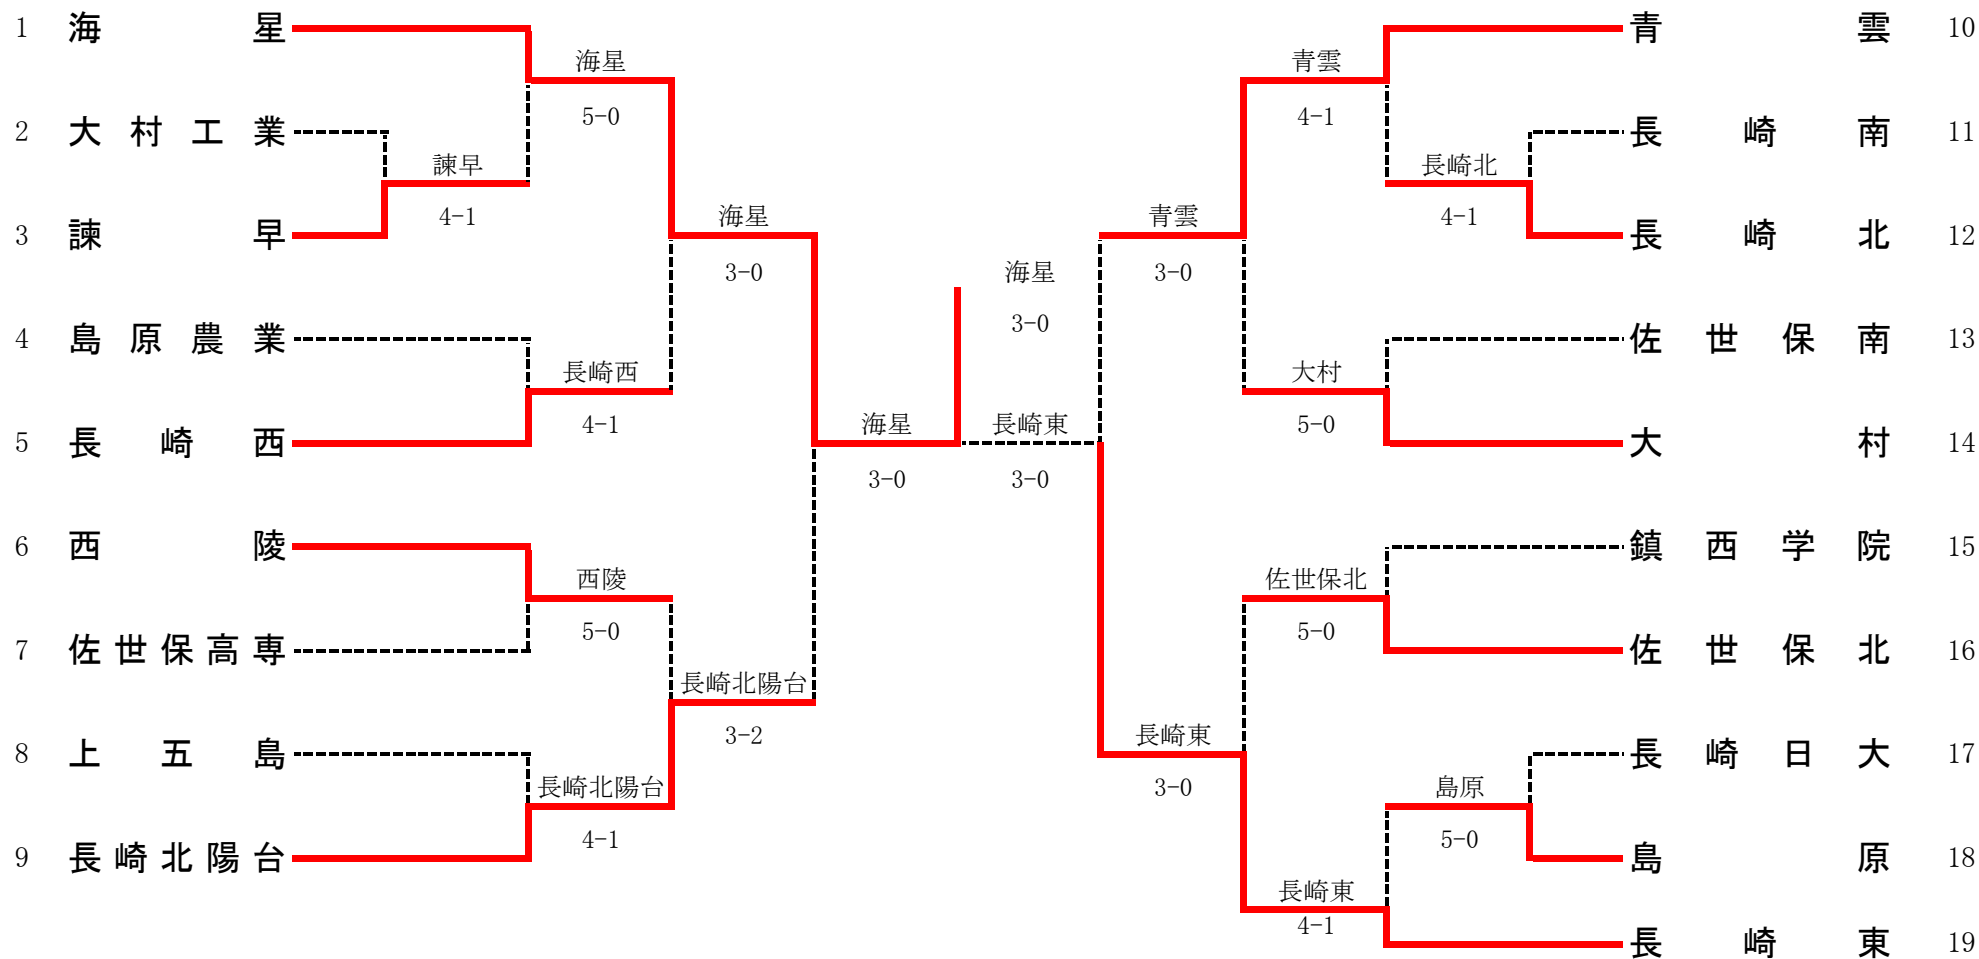 1 海星
海星
5-0
2 大村工業
諫早
4-1
3 諫早
海星
3-0
4 島原農業
長崎西
4-1
5 長崎西
6 西陵
西陵
5-0
7 佐世保高専
長崎北陽台
3-2
8 上五島
長崎北陽台
4-1
9 長崎北陽台
海星
3-0
海星
3-0
長崎東
3-0
青雲 10
青雲
4-1
長崎南 11
長崎北
4-1
長崎北 12
青雲
3-0
佐世保南 13
大村
5-0
大村 14
鎮西学院 15
佐世保北
5-0
佐世保北 16
長崎東
3-0
長崎日大 17
島原
5-0
島原 18
長崎東
4-1
長崎東 19